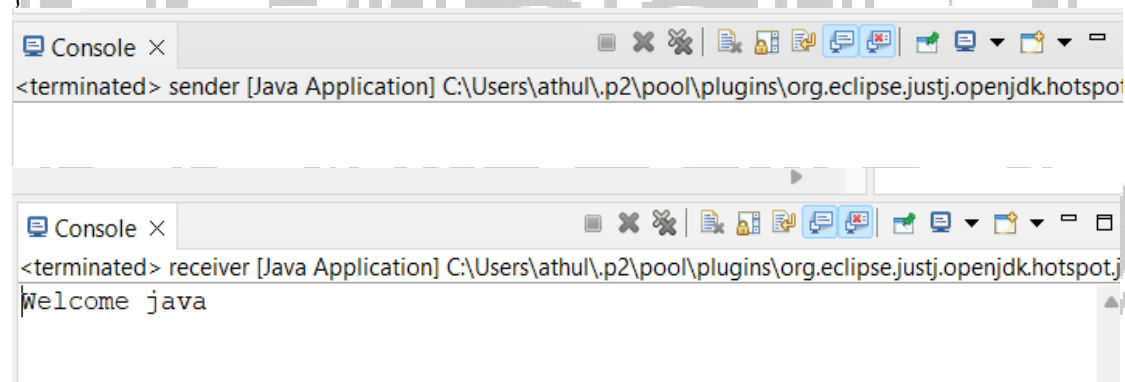 Console
<terminated> sender [Java Application] C:\Users\athul\.p2\pool\plugins\org.eclipse.justj.openjdk.hotspot
Console
<terminated> receiver [Java Application] C:\Users\athul\.p2\pool\plugins\org.eclipse.justj.openjdk.hotspot.j
Welcome java